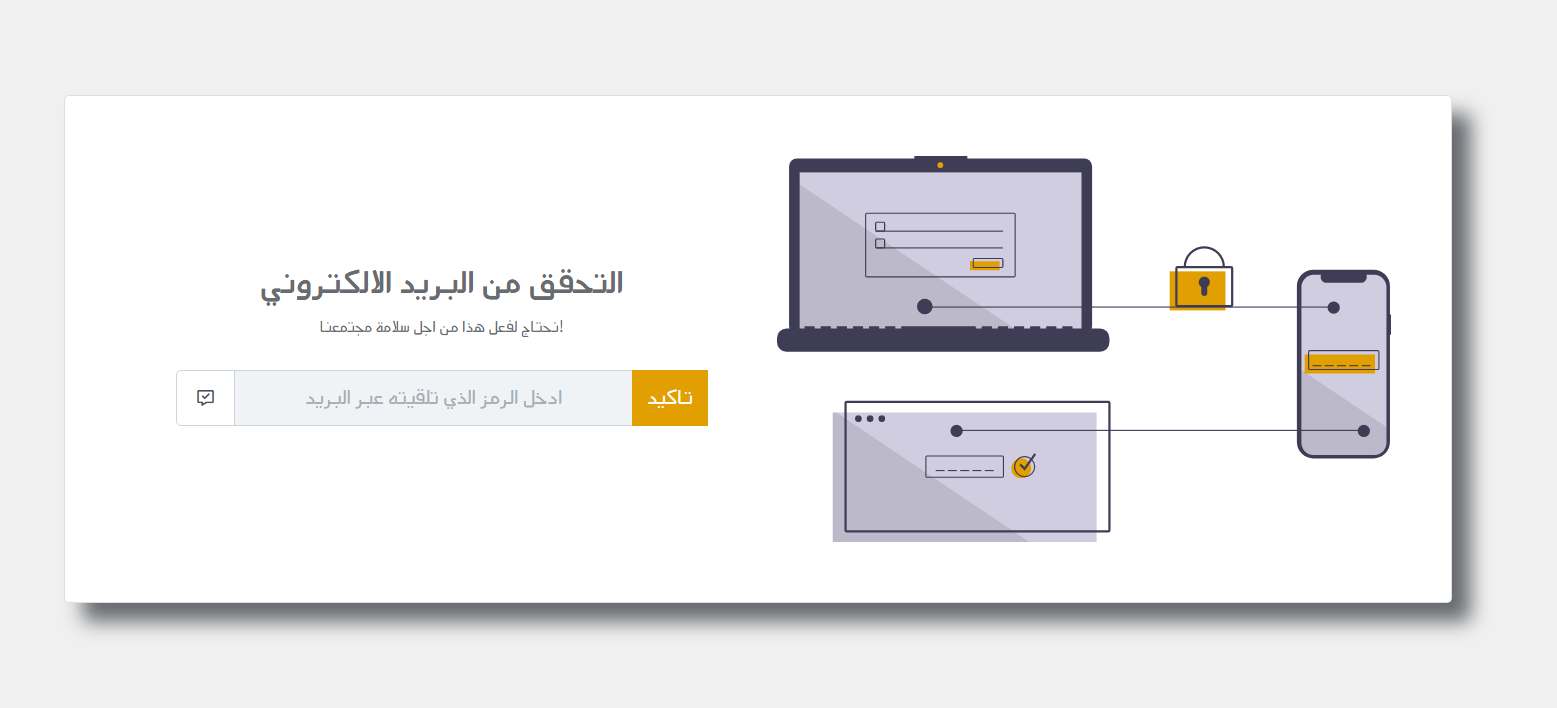 التحقق من البريد الالكتروني
!نحتاج لفعل هذا من اجل سلامة مجتمعنا
ادخل الرمز الذي تلقيته عبر البريد
تاكيد